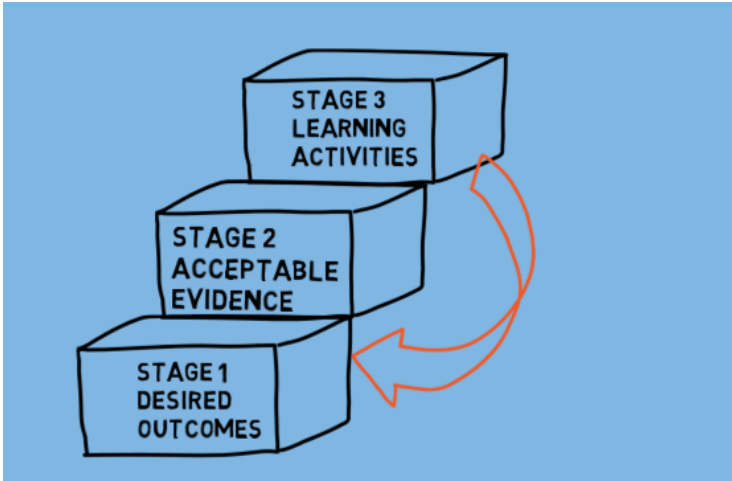 STAGE 3
LEARNING
ACTIVITIES
STAGE 2
ACCEPTABLE
EVIDENCE
STAGE 1
DESIRED
OUTCOMES